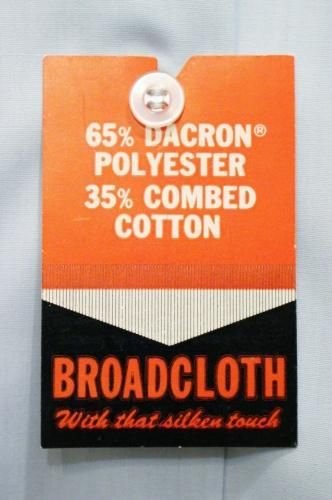 65% DACRON®
POLYESTER
35% COMBED
COTTON
BROADCLOTH
With that silken touch